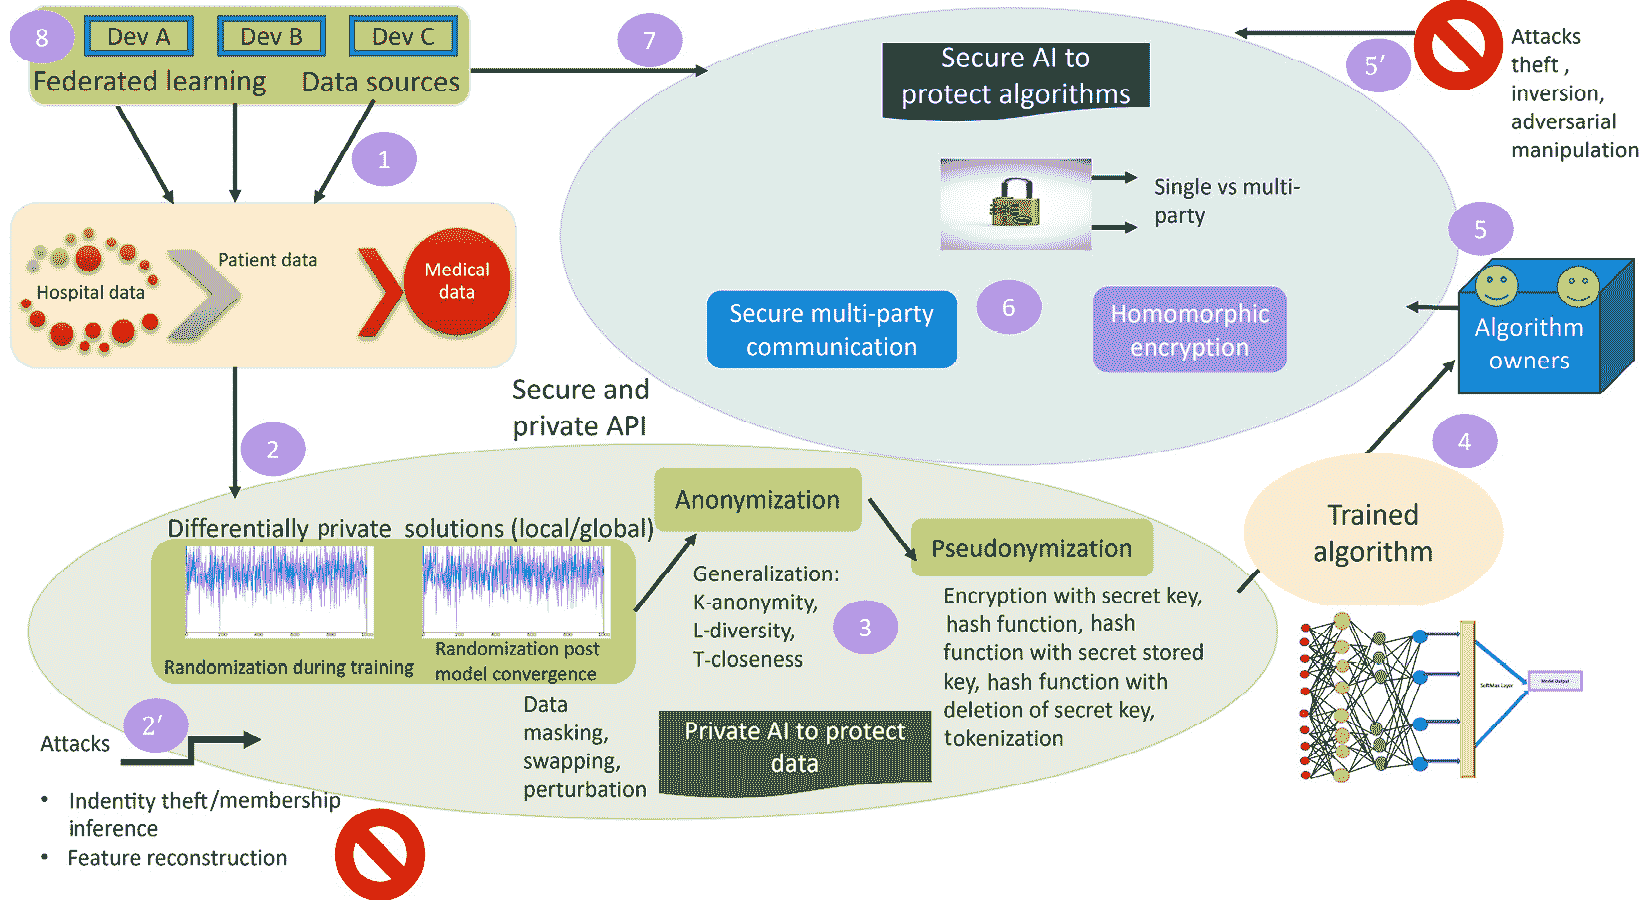 8
Dev A
Dev B
Dev C
Federated learning
Data sources
7
1
Secure AI to
protect algorithms
5′
Attacks
theft ,
inversion,
adversarial
manipulation
Single vs multi-
party
Hospital data
Patient data
Medical
data
5
6
Secure multi-party
communication
Homomorphic
encryption
Algorithm
owners
Secure and
private API
2
4
Differentially private solutions (local/global)
Randomization during training
Randomization post
model convergence
Anonymization
Generalization:
K-anonymity,
L-diversity,
T-closeness
3
Pseudonymization
Encryption with secret key,
hash function, hash
function with secret stored
key, hash function with
deletion of secret key,
tokenization
Trained
algorithm
SoftMax Layer
Model Output
Data
masking,
swapping,
perturbation
Private AI to protect
data
2′
Attacks
• Indentity theft/membership
inference
• Feature reconstruction